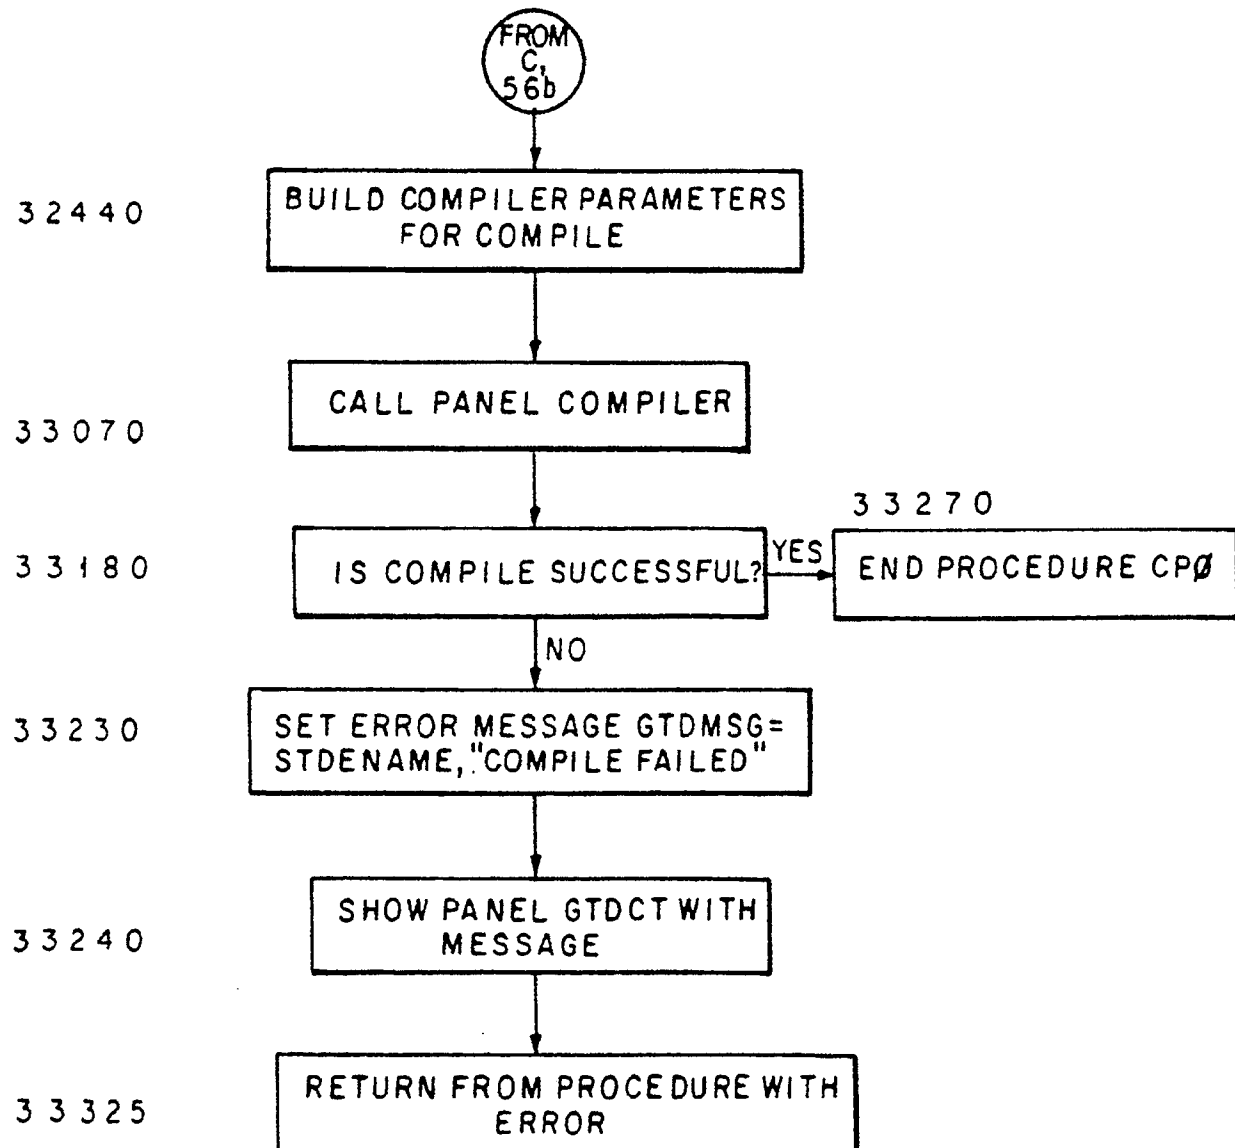 FROM
C,
56b
32440
BUILD COMPILER PARAMETERS
FOR COMPILE
CALL PANEL COMPILER
33070
33270
33180
IS COMPILE SUCCESSFUL?
YES
END PROCEDURE CPØ
NO
33230
SET ERROR MESSAGE GTDMSG=
STDENAME, "COMPILE FAILED"
SHOW PANEL GTDCT WITH
MESSAGE
33240
RETURN FROM PROCEDURE WITH
ERROR
33325